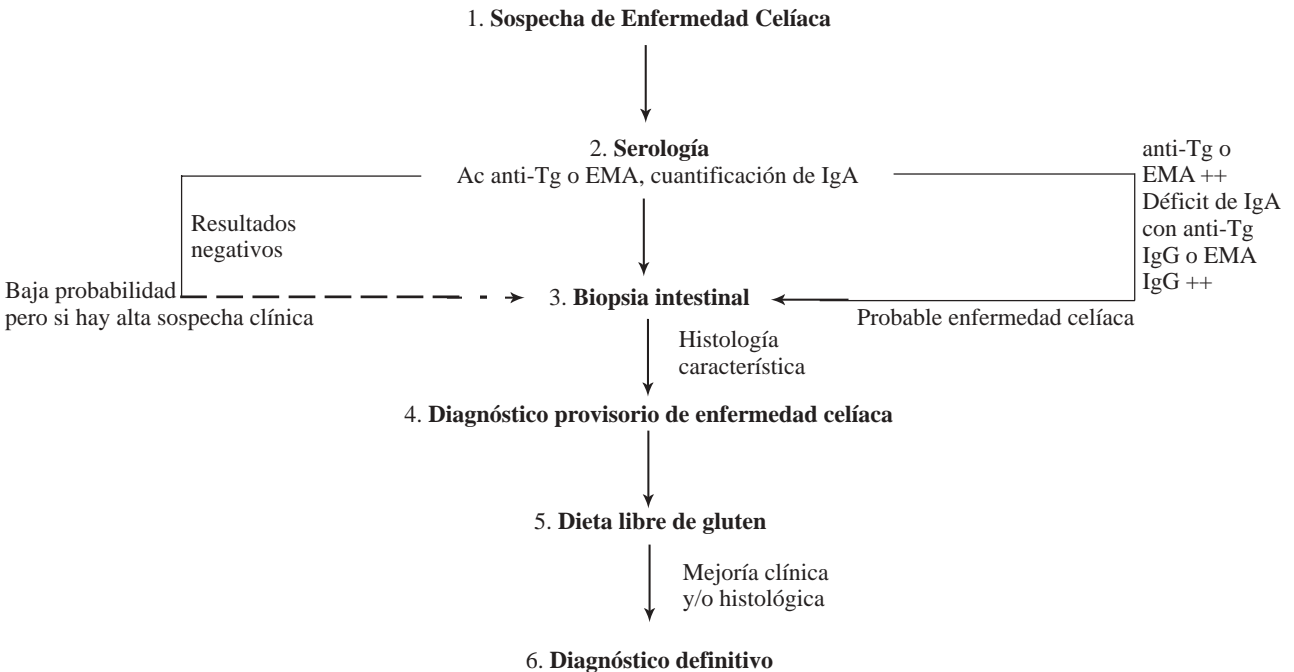 1. Sospecha de Enfermedad Celíaca
2. Serología
Ac anti-Tg o EMA, cuantificación de IgA
anti-Tg o
EMA ++
Déficit de IgA
con anti-Tg
IgG o EMA
IgG ++
Resultados
negativos
Baja probabilidad
pero si hay alta sospecha clínica
3. Biopsia intestinal
Probable enfermedad celíaca
Histología
característica
4. Diagnóstico provisorio de enfermedad celíaca
5. Dieta libre de gluten
Mejoría clínica
y/o histológica
6. Diagnóstico definitivo